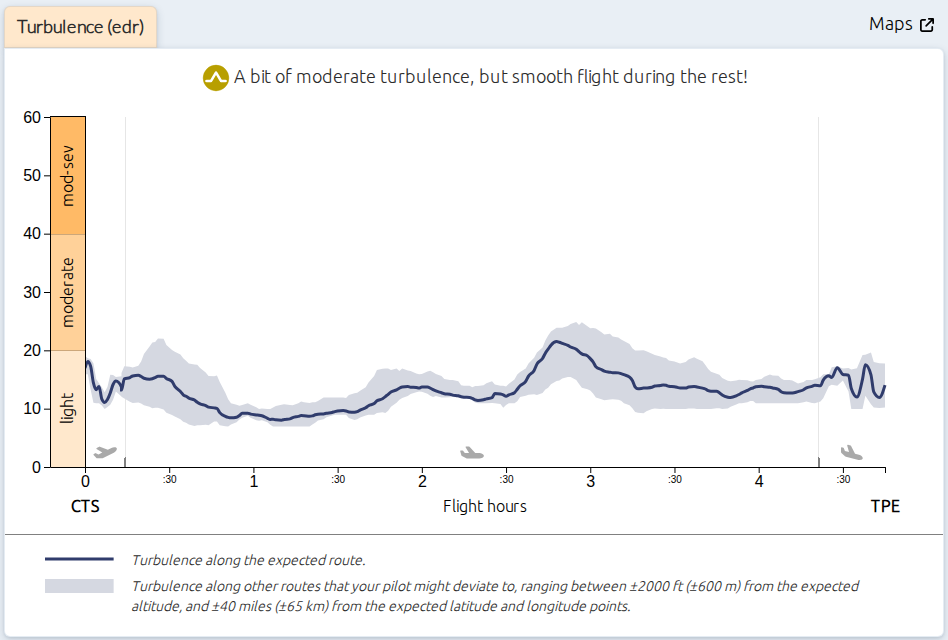 Turbulence (edr)
Maps
A bit of moderate turbulence, but smooth flight during the rest!
60
50
40
30
20
10
0
mod-sev
moderate
light
0
:30
1
:30
2
:30
3
:30
4
:30
CTS
Flight hours
TPE
Turbulence along the expected route.
Turbulence along other routes that your pilot might deviate to, ranging between ±2000 ft (±600 m) from the expected
altitude, and ±40 miles (±65 km) from the expected latitude and longitude points.